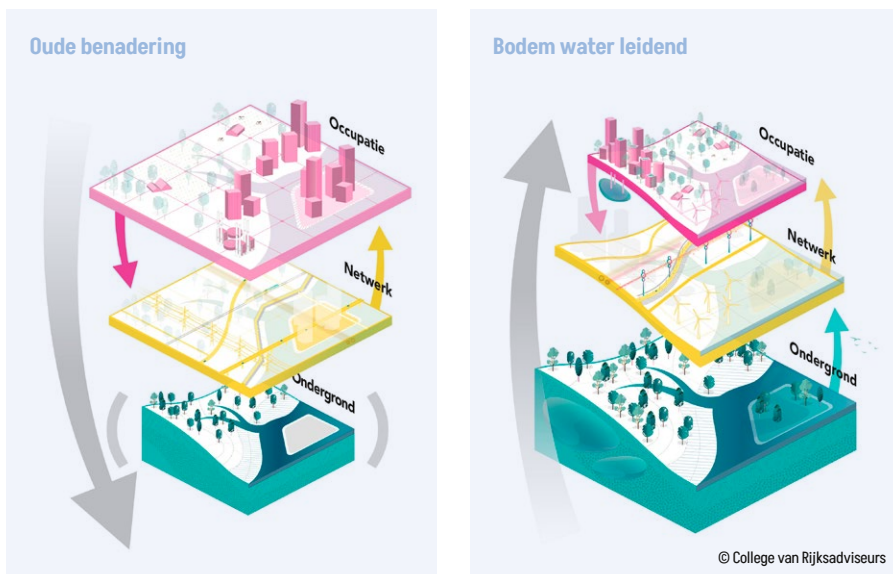 Oude benadering
Occupatie
Netwerk
Ondergrond
Bodem water leidend
Occupatie
Netwerk
Ondergrond
© College van Rijksadviseurs